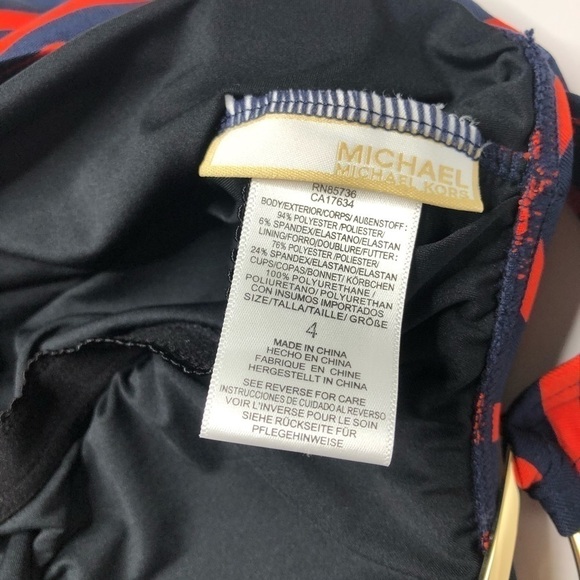 MICHAEL
MICHAEL KORS
RN85736
CA17634
BODY/EXTERIOR/CORPS/ AUßENSTOFF:
94% POLYESTER/POLIESTER/
6% SPANDEX/ELASTANO/ELASTAN
LINING/FORRO/DOUBLURE/FUTTER:
76% POLYESTER/POLIESTER/
24% SPANDEX/ELASTANO/ELASTAN
CUPS/COPAS/BONNET/ KÖRBCHEN
100% POLYURETHANE /
POLIURETANO/ POLYURETHAN
CON INSUMOS IMPORTADOS
SIZE/TALLA/TAILLE/ GRÖßE
4
MADE IN CHINA
HECHO EN CHINA
FABRIQUE EN CHINE
HERGESTELLT IN CHINA
SEE REVERSE FOR CARE
INSTRUCCIONES DE CUIDADO AL REVERSO
VOIR L'INVERSE POUR LE SOIN
SIEHE RÜCKSEITE FÜR
PFLEGEHINWEISE